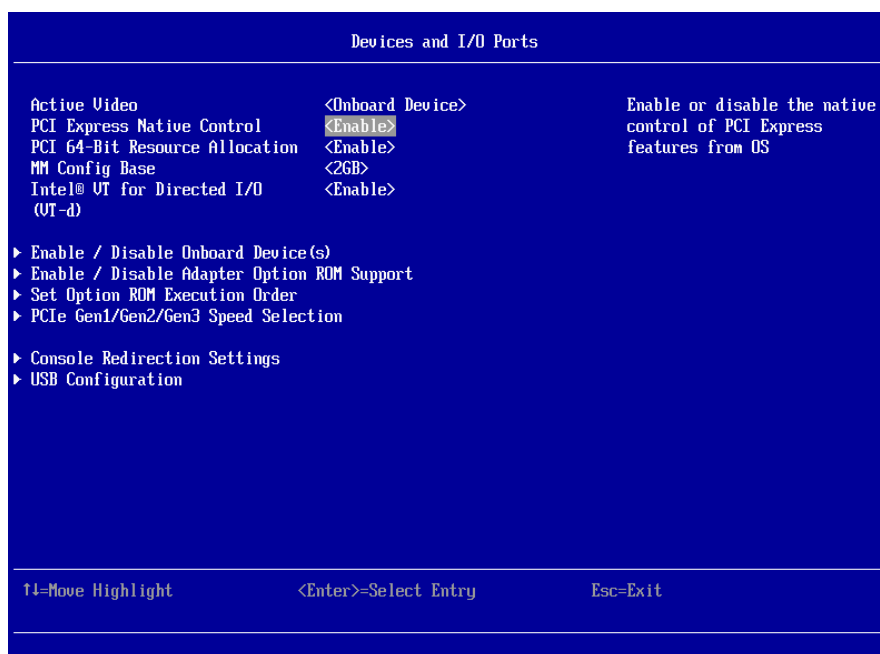 Devices and I/O Ports
Active Video <Onboard Device> Enable or disable the native
PCI Express Native Control <Enable> control of PCI Express
PCI 64-Bit Resource Allocation <Enable> features from OS
MM Config Base <2GB>
Intel® VT for Directed I/O <Enable>
(VT-d)
▶ Enable / Disable Onboard Device(s)
▶ Enable / Disable Adapter Option ROM Support
▶ Set Option ROM Execution Order
▶ PCIe Gen1/Gen2/Gen3 Speed Selection
▶ Console Redirection Settings
▶ USB Configuration
↑↓=Move Highlight <Enter>=Select Entry Esc=Exit